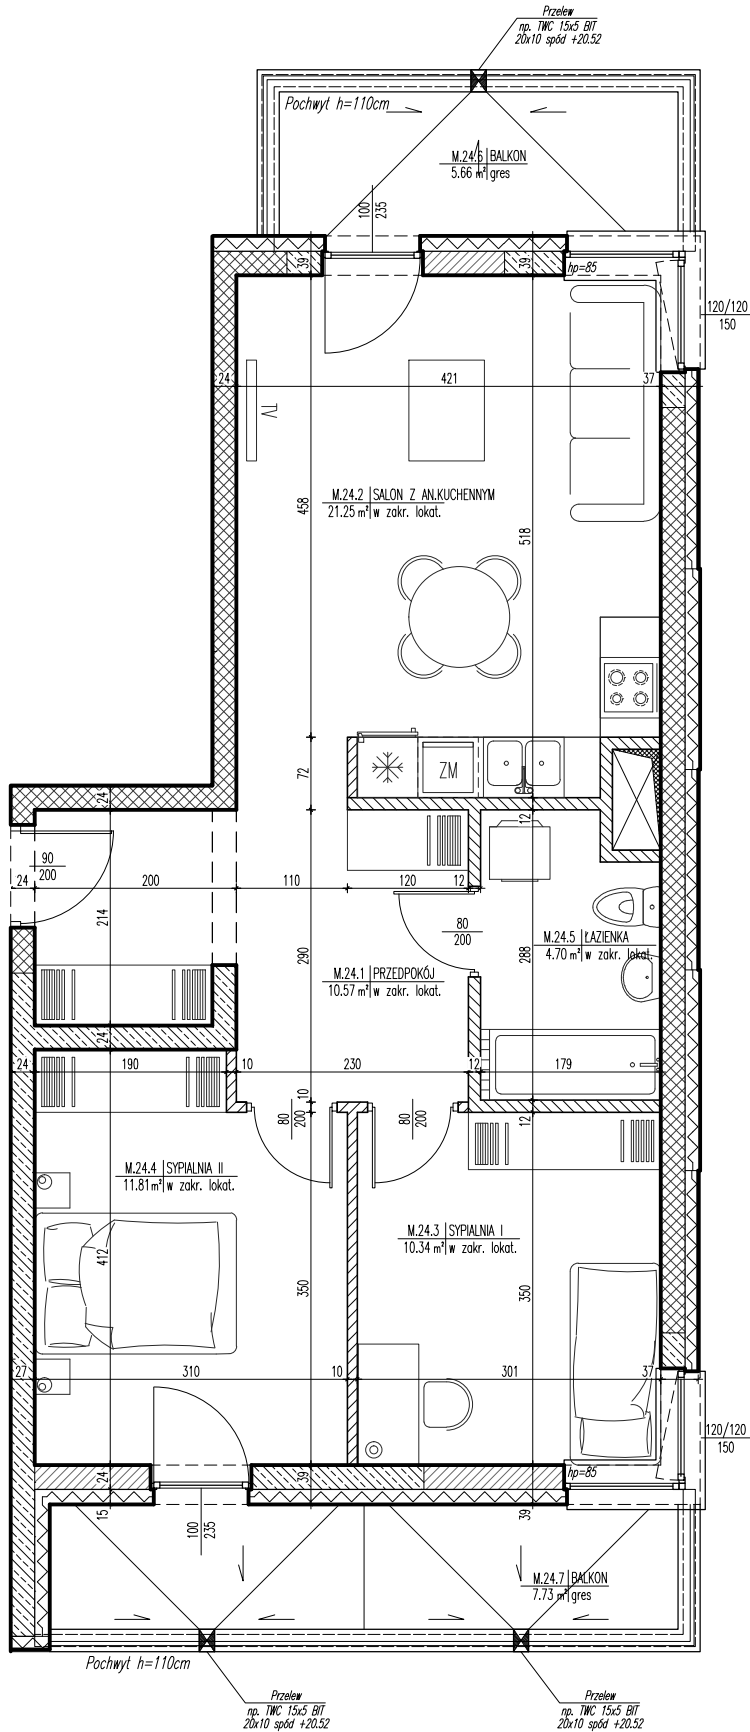 Przelew
np. TWC 15x5 BIT
20x10 spód +20.52
Pochwyt h=110cm
M.24.6 BALKON
5.66 m² gres
100
235
39
39
hp=85
120/120
150
24
421
37
TV
M.24.2 SALON Z AN.KUCHENNYM
21.25 m² w zakr. lokat.
458
518
72
ZM
24
12
90
200
24
200
110
120
12
214
80
200
M.24.5 ŁAZIENKA
4.70 m² w zakr. lokat.
290
288
M.24.1 PRZEDPOKÓJ
10.57 m² w zakr. lokat.
24
24
190
10
230
12
179
10
80
200
80
200
12
M.24.4 SYPIALNIA II
11.81 m² w zakr. lokat.
M.24.3 SYPIALNIA I
10.34 m² w zakr. lokat.
412
350
350
27
310
10
301
37
120/120
150
24
39
hp=85
15
39
100
235
M.24.7 BALKON
7.73 m² gres
Pochwyt h=110cm
Przelew
np. TWC 15x5 BIT
20x10 spód +20.52
Przelew
np. TWC 15x5 BIT
20x10 spód +20.52